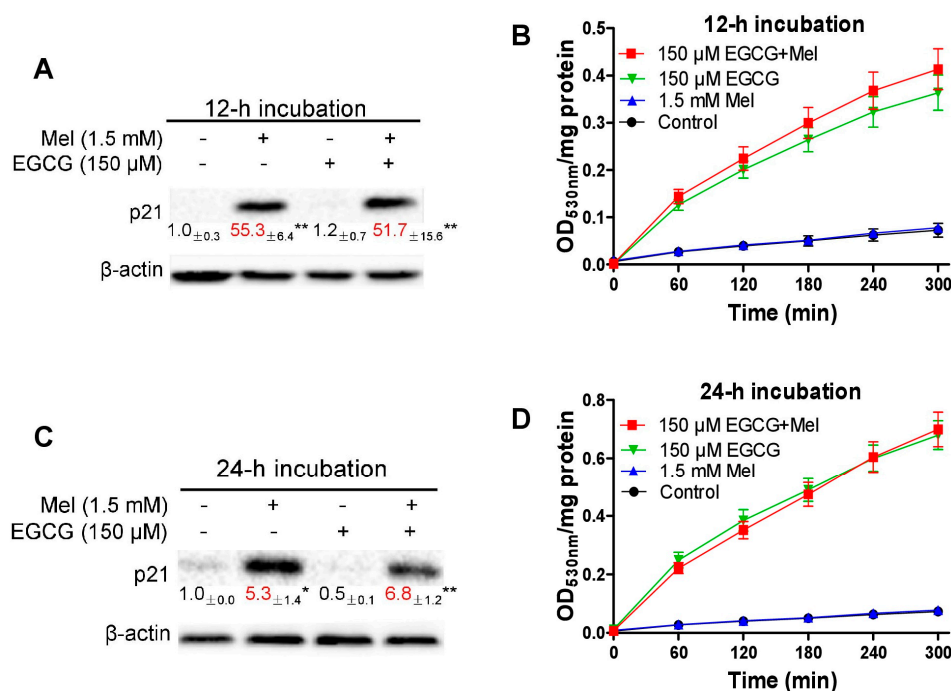 A
12-h incubation
Mel (1.5 mM) - + - +
EGCG (150 µM) - - + +
p21
1.0±0.3 55.3±6.4** 1.2±0.7 51.7±15.6**
β-actin
B
12-h incubation
150 µM EGCG+Mel
150 µM EGCG
1.5 mM Mel
Control
OD530nm/mg protein
0.5
0.4
0.3
0.2
0.1
0.0
0 60 120 180 240 300
Time (min)
C
24-h incubation
Mel (1.5 mM) - + - +
EGCG (150 µM) - - + +
p21
1.0±0.0 5.3±1.4* 0.5±0.1 6.8±1.2**
β-actin
D
24-h incubation
150 µM EGCG+Mel
150 µM EGCG
1.5 mM Mel
Control
OD530nm/mg protein
0.8
0.6
0.4
0.2
0.0
0 60 120 180 240 300
Time (min)